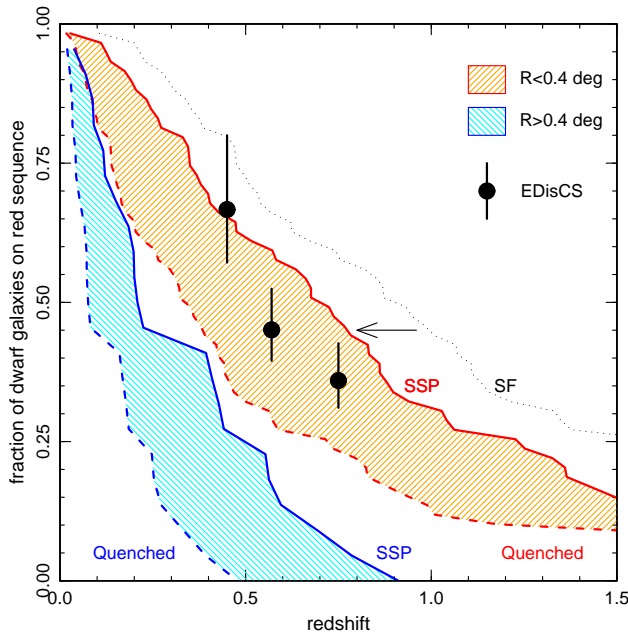 1.00
0.75
0.50
0.25
0.00
fraction of dwarf galaxies on red sequence
R<0.4 deg
R>0.4 deg
EDisCS
SSP
SF
Quenched
SSP
Quenched
0.0
0.5
1.0
1.5
redshift